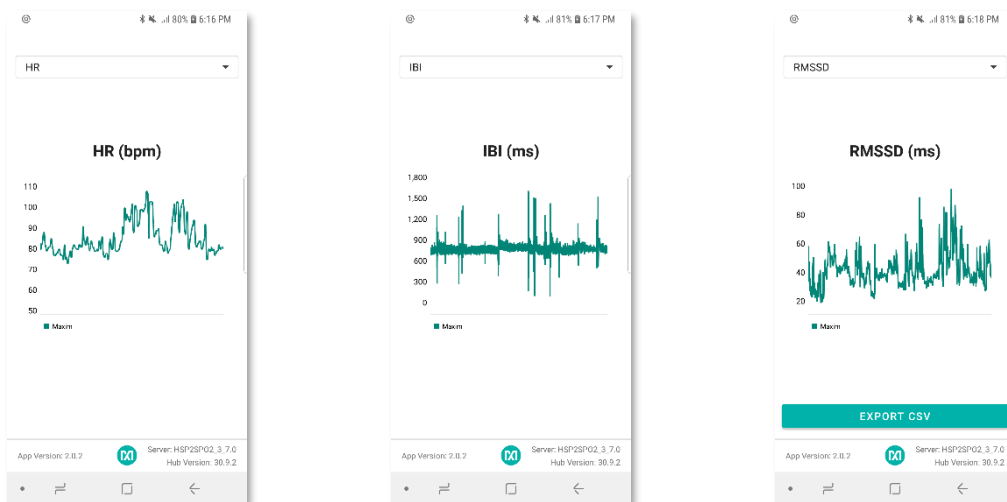 80% 6:16 PM
HR
HR (bpm)
110
100
90
80
70
60
50
Maxim
App Version: 2.0.2
Server: HSP2SPO2_3_7.0
Hub Version: 30.9.2
81% 6:17 PM
IBI
IBI (ms)
1,800
1,500
1,200
900
600
300
0
Maxim
App Version: 2.0.2
Server: HSP2SPO2_3_7.0
Hub Version: 30.9.2
81% 6:18 PM
RMSSD
RMSSD (ms)
100
80
60
40
20
Maxim
EXPORT CSV
App Version: 2.0.2
Server: HSP2SPO2_3_7.0
Hub Version: 30.9.2